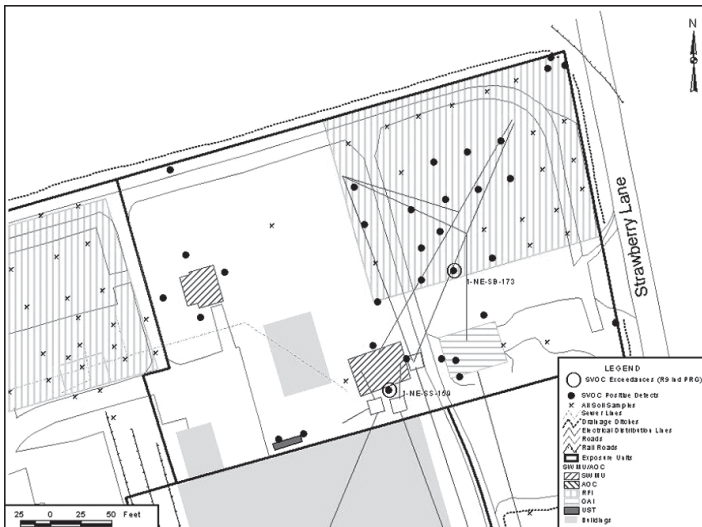 N
Strawberry Lane
1-NE-SB-173
1-NE-SS-159
LEGEND
SVOC Exceedances (R9 Ind PRG)
SVOC Positive Detects
All Soil Samples
Sewer Lines
Drainage Ditches
Electrical Distribution Lines
Roads
Rail Roads
Exposure Units
SWMU/AOC
SWMU
AOC
RFI
OAI
UST
Buildings
25 0 50 Feet